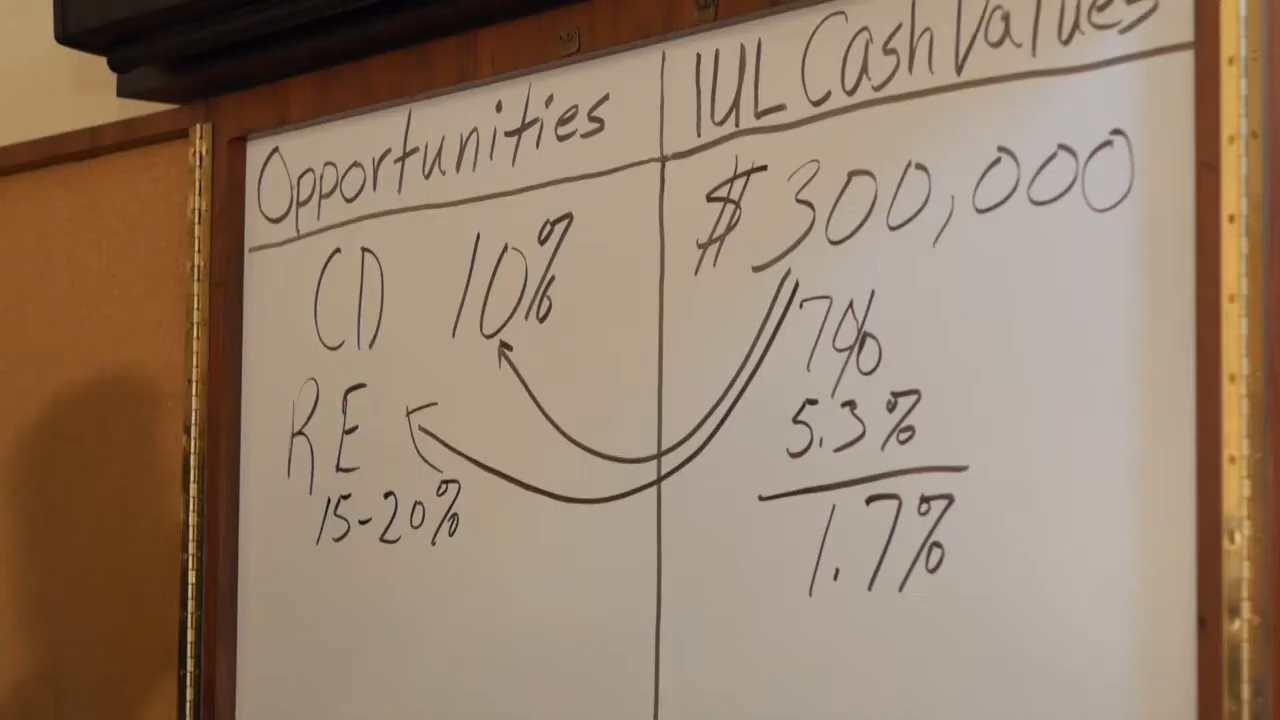 Opportunities
CD 10%
RE
15-20%
IUL Cash Values
$300,000
7%
5.3%
1.7%